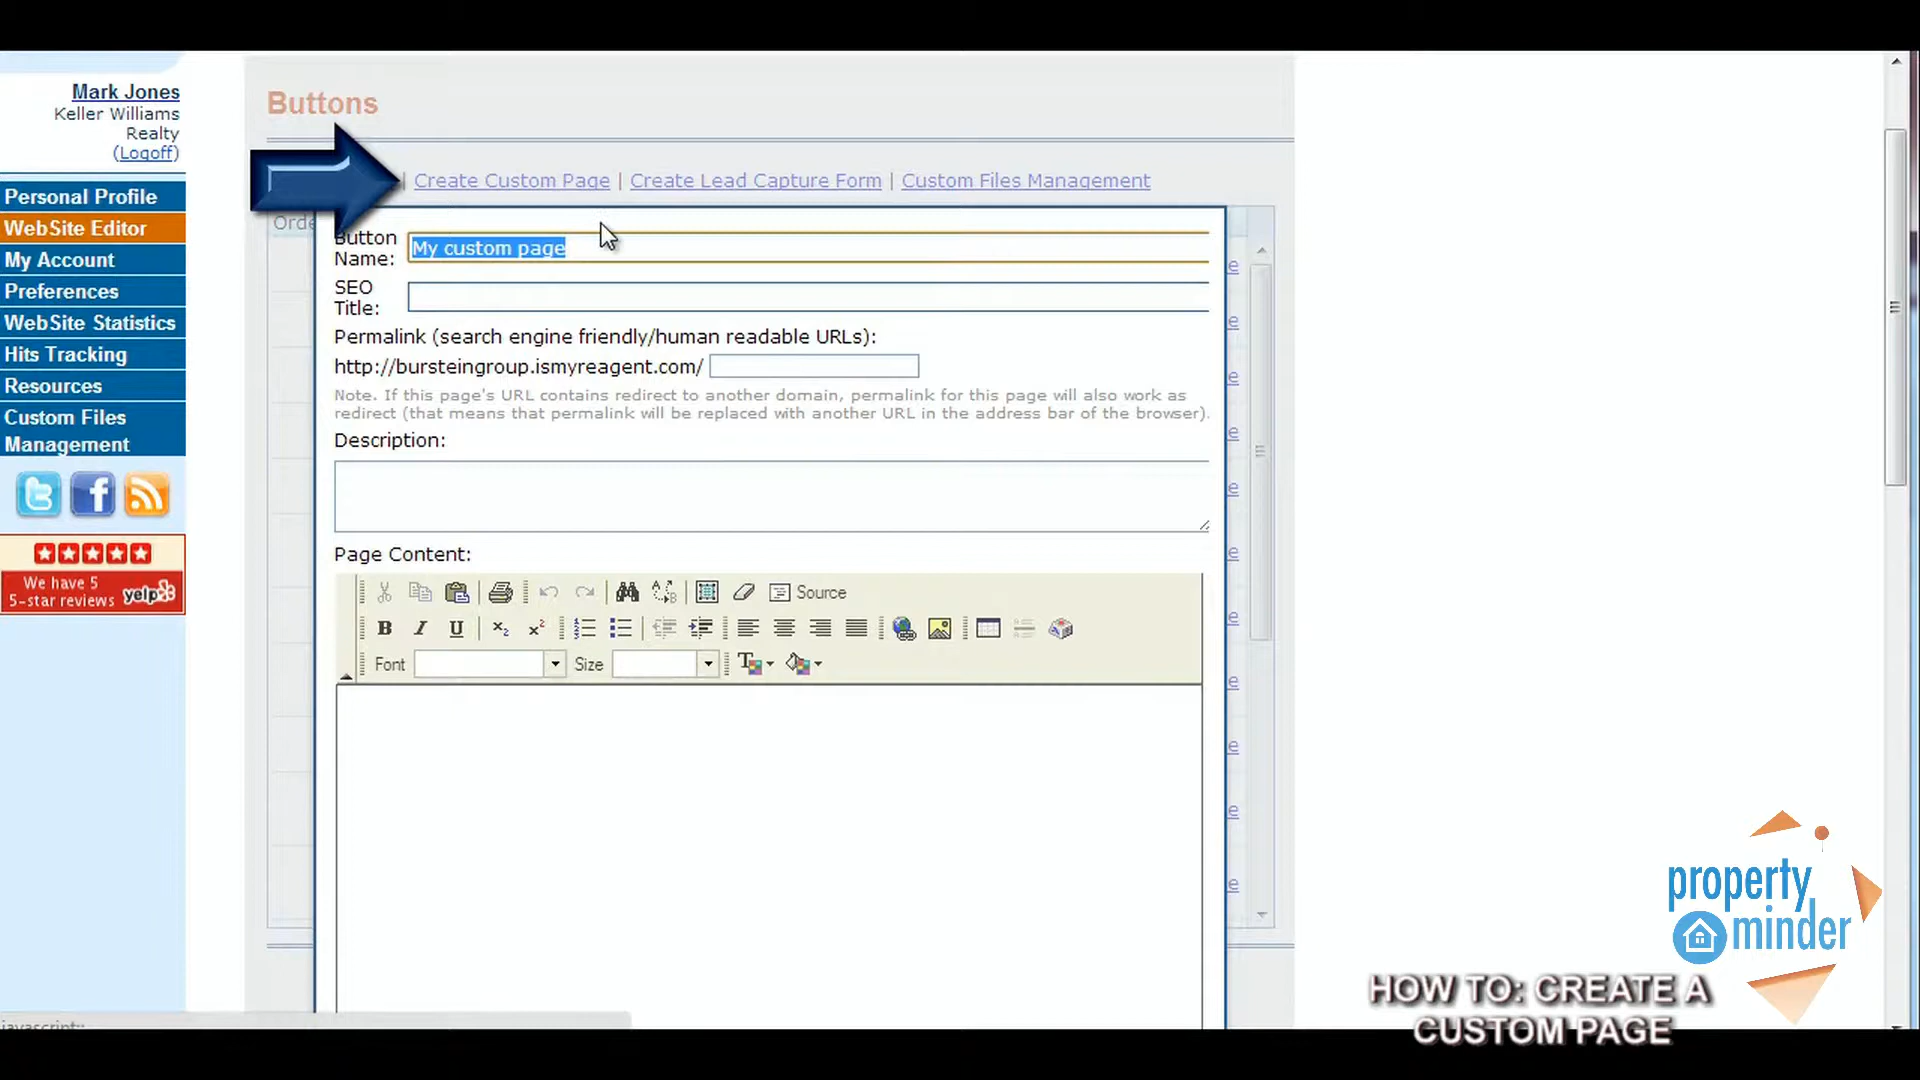 Mark Jones
Keller Williams
Realty
(Logoff)
Personal Profile
WebSite Editor
My Account
Preferences
WebSite Statistics
Hits Tracking
Resources
Custom Files
Management
We have 5
5-star reviews
yelp
Buttons
| Create Custom Page | Create Lead Capture Form | Custom Files Management
Button
Name:
My custom page
SEO
Title:
Permalink (search engine friendly/human readable URLs):
http://bursteingroup.ismyreagent.com/
Note. If this page's URL contains redirect to another domain, permalink for this page will also work as
redirect (that means that permalink will be replaced with another URL in the address bar of the browser).
Description:
Page Content:
Source
B I U x₂ x²
Font Size
property
minder
HOW TO: CREATE A
CUSTOM PAGE